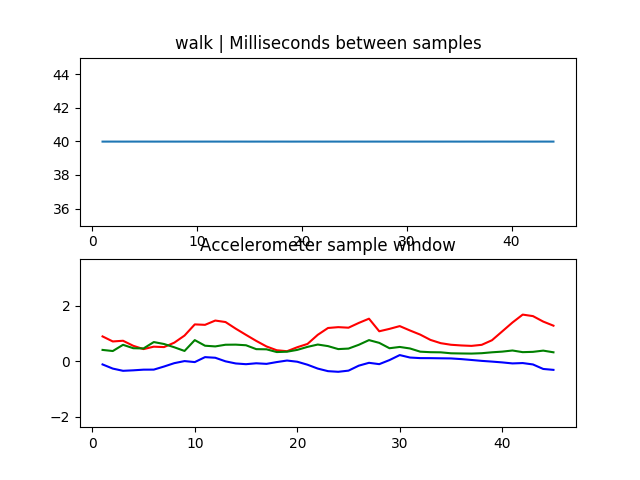 walk | Milliseconds between samples
44
42
40
38
36
0 10 20 30 40
Accelerometer sample window
2
0
−2
0 10 20 30 40